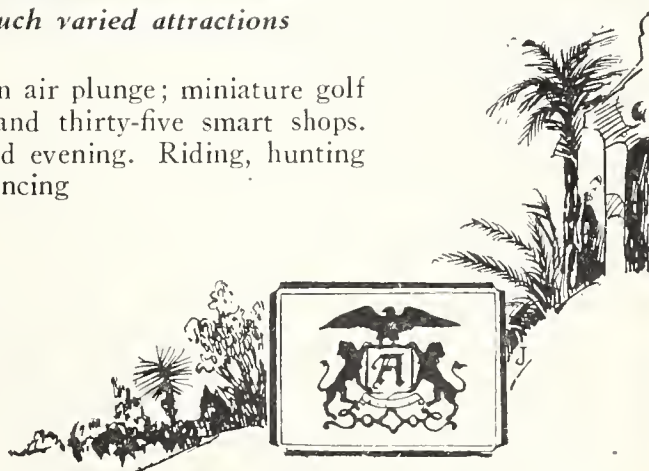 uch varied attractions
n air plunge; miniature golf
and thirty-five smart shops.
d evening. Riding, hunting
ncing
A
J